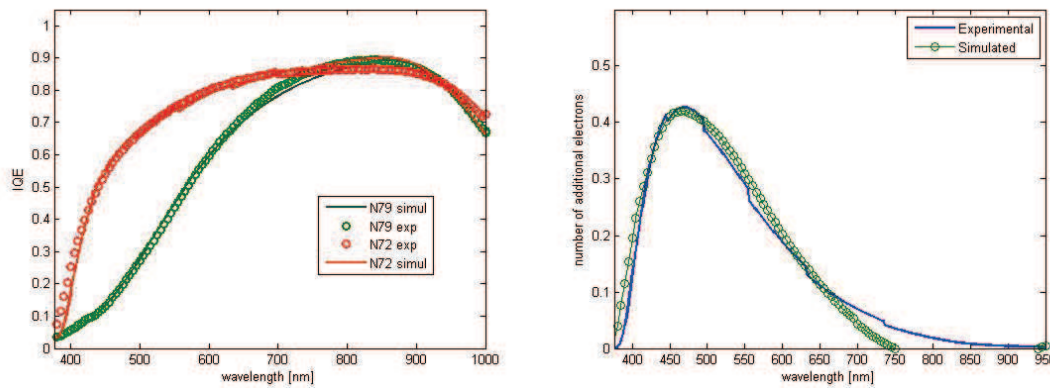 1
0.9
0.8
0.7
0.6
0.5
0.4
0.3
0.2
0.1
0
IQE
400 500 600 700 800 900 1000
wavelength [nm]
N79 simul
N79 exp
N72 exp
N72 simul
0.5
0.4
0.3
0.2
0.1
0
number of additional electrons
400 450 500 550 600 650 700 750 800 850 900 950
wavelength [nm]
Experimental
Simulated